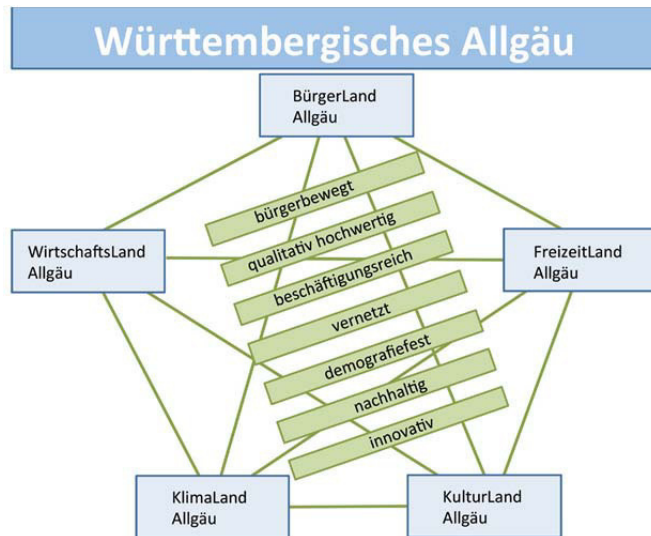 Württembergisches Allgäu
BürgerLand
Allgäu
bürgerbewegt
qualitativ hochwertig
WirtschaftsLand
Allgäu
FreizeitLand
Allgäu
beschäftigungsreich
vernetzt
demografiefest
nachhaltig
innovativ
KlimaLand
Allgäu
KulturLand
Allgäu